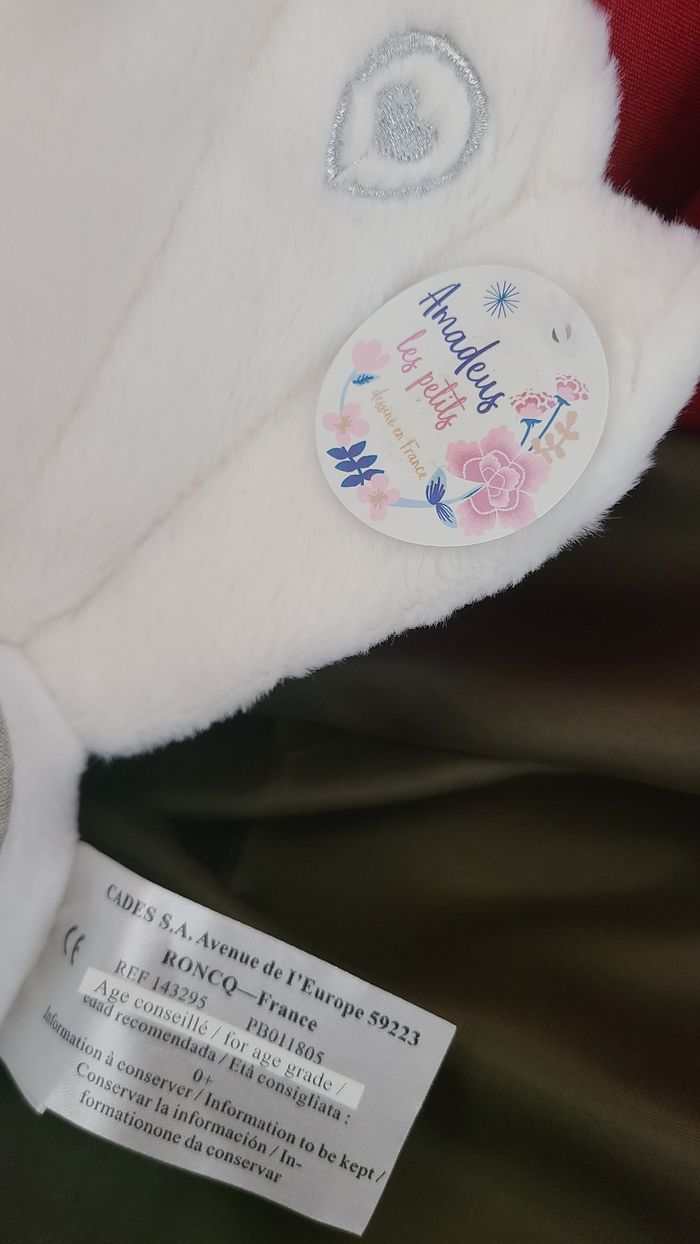 Amadeus
les petits
dessiné en France
CADES S.A. Avenue de l'Europe 59223
RONCQ—France
CE
REF 143295 PB011805
Age conseillé / for age grade /
edad recomendada / Età consigliata :
0+
Information à conserver / Information to be kept /
Conservar la información / In-
formationone da conservar